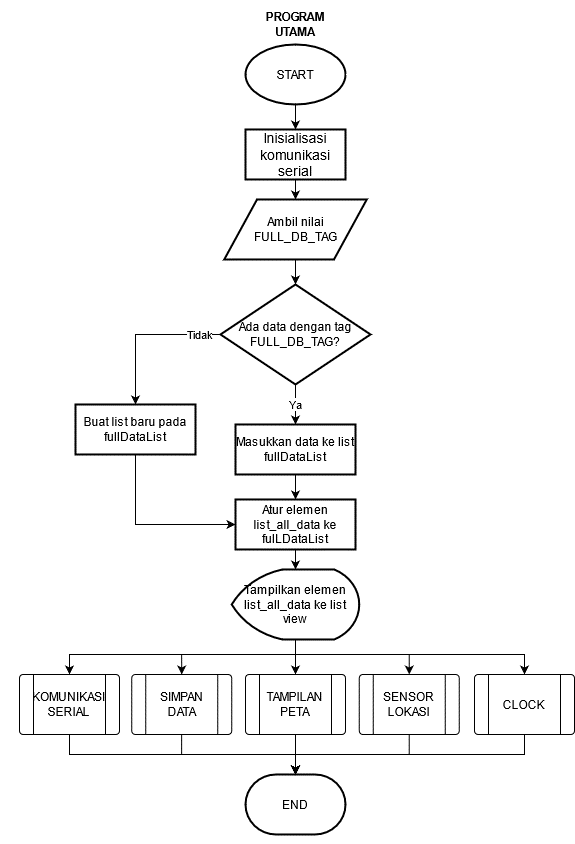 PROGRAM
UTAMA
START
Inisialisasi
komunikasi
serial
Ambil nilai
FULL_DB_TAG
Ada data dengan tag
FULL_DB_TAG?
Tidak
Ya
Buat list baru pada
fullDataList
Masukkan data ke list
fullDataList
Atur elemen
list_all_data ke
fulLDataList
Tampilkan elemen
list_all_data ke list
view
KOMUNIKASI
SERIAL
SIMPAN
DATA
TAMPILAN
PETA
SENSOR
LOKASI
CLOCK
END